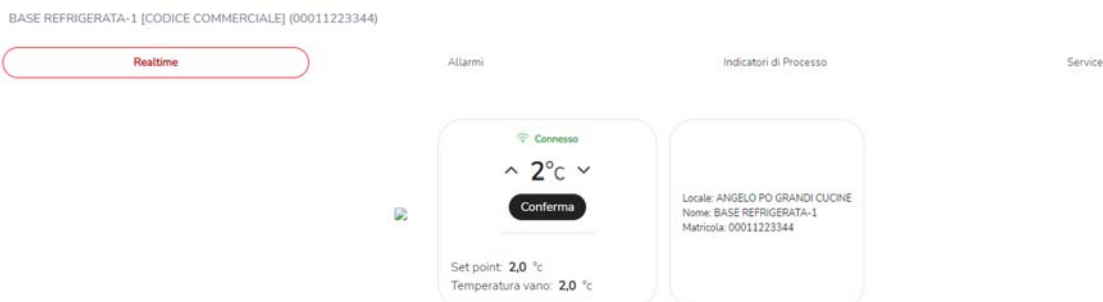 BASE REFRIGERATA-1 [CODICE COMMERCIALE] (00011223344)
Realtime
Allarmi
Indicatori di Processo
Service
Connesso
2°c
Conferma
Set point: 2,0 °c
Temperatura vano: 2,0 °c
Locale: ANGELO PO GRANDI CUCINE
Nome: BASE REFRIGERATA-1
Matricola: 00011223344